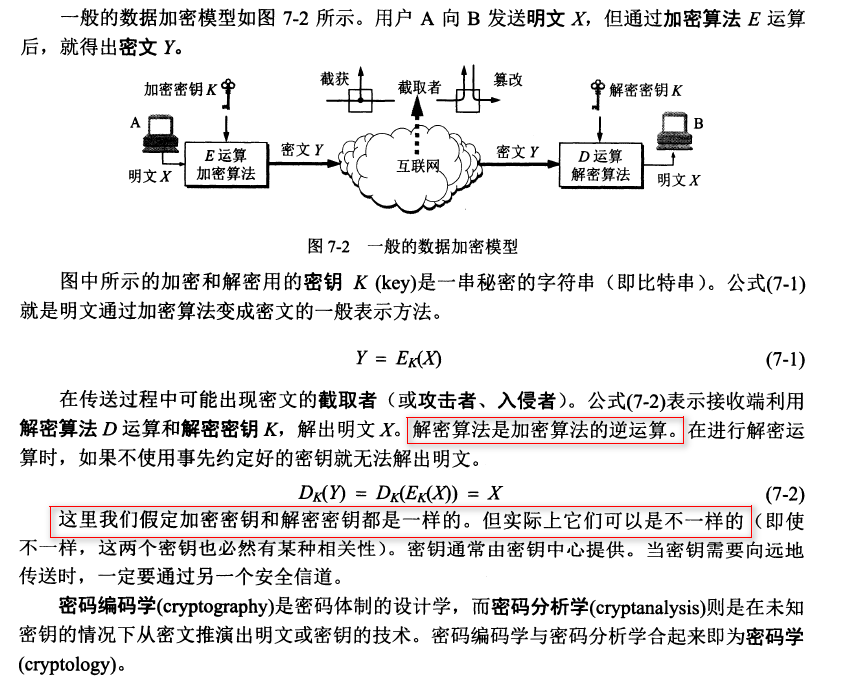 一般的数据加密模型如图 7-2 所示。用户 A 向 B 发送明文 X，但通过加密算法 E 运算
后，就得出密文 Y。
加密密钥 K
截获
截取者
篡改
解密密钥 K
A
B
E 运算
加密算法
密文 Y
互联网
密文 Y
D 运算
解密算法
明文 X
明文 X
图 7-2 一般的数据加密模型
图中所示的加密和解密用的密钥 K (key)是一串秘密的字符串（即比特串）。公式(7-1)
就是明文通过加密算法变成密文的一般表示方法。
Y = EK(X) (7-1)
在传送过程中可能出现密文的截取者（或攻击者、入侵者）。公式(7-2)表示接收端利用
解密算法 D 运算和解密密钥 K，解出明文 X。解密算法是加密算法的逆运算。在进行解密运
算时，如果不使用事先约定好的密钥就无法解出明文。
DK(Y) = DK(EK(X)) = X (7-2)
这里我们假定加密密钥和解密密钥都是一样的。但实际上它们可以是不一样的（即使
不一样，这两个密钥也必然有某种相关性）。密钥通常由密钥中心提供。当密钥需要向远地
传送时，一定要通过另一个安全信道。
密码编码学(cryptography)是密码体制的设计学，而密码分析学(cryptanalysis)则是在未知
密钥的情况下从密文推演出明文或密钥的技术。密码编码学与密码分析学合起来即为密码学
(cryptology)。